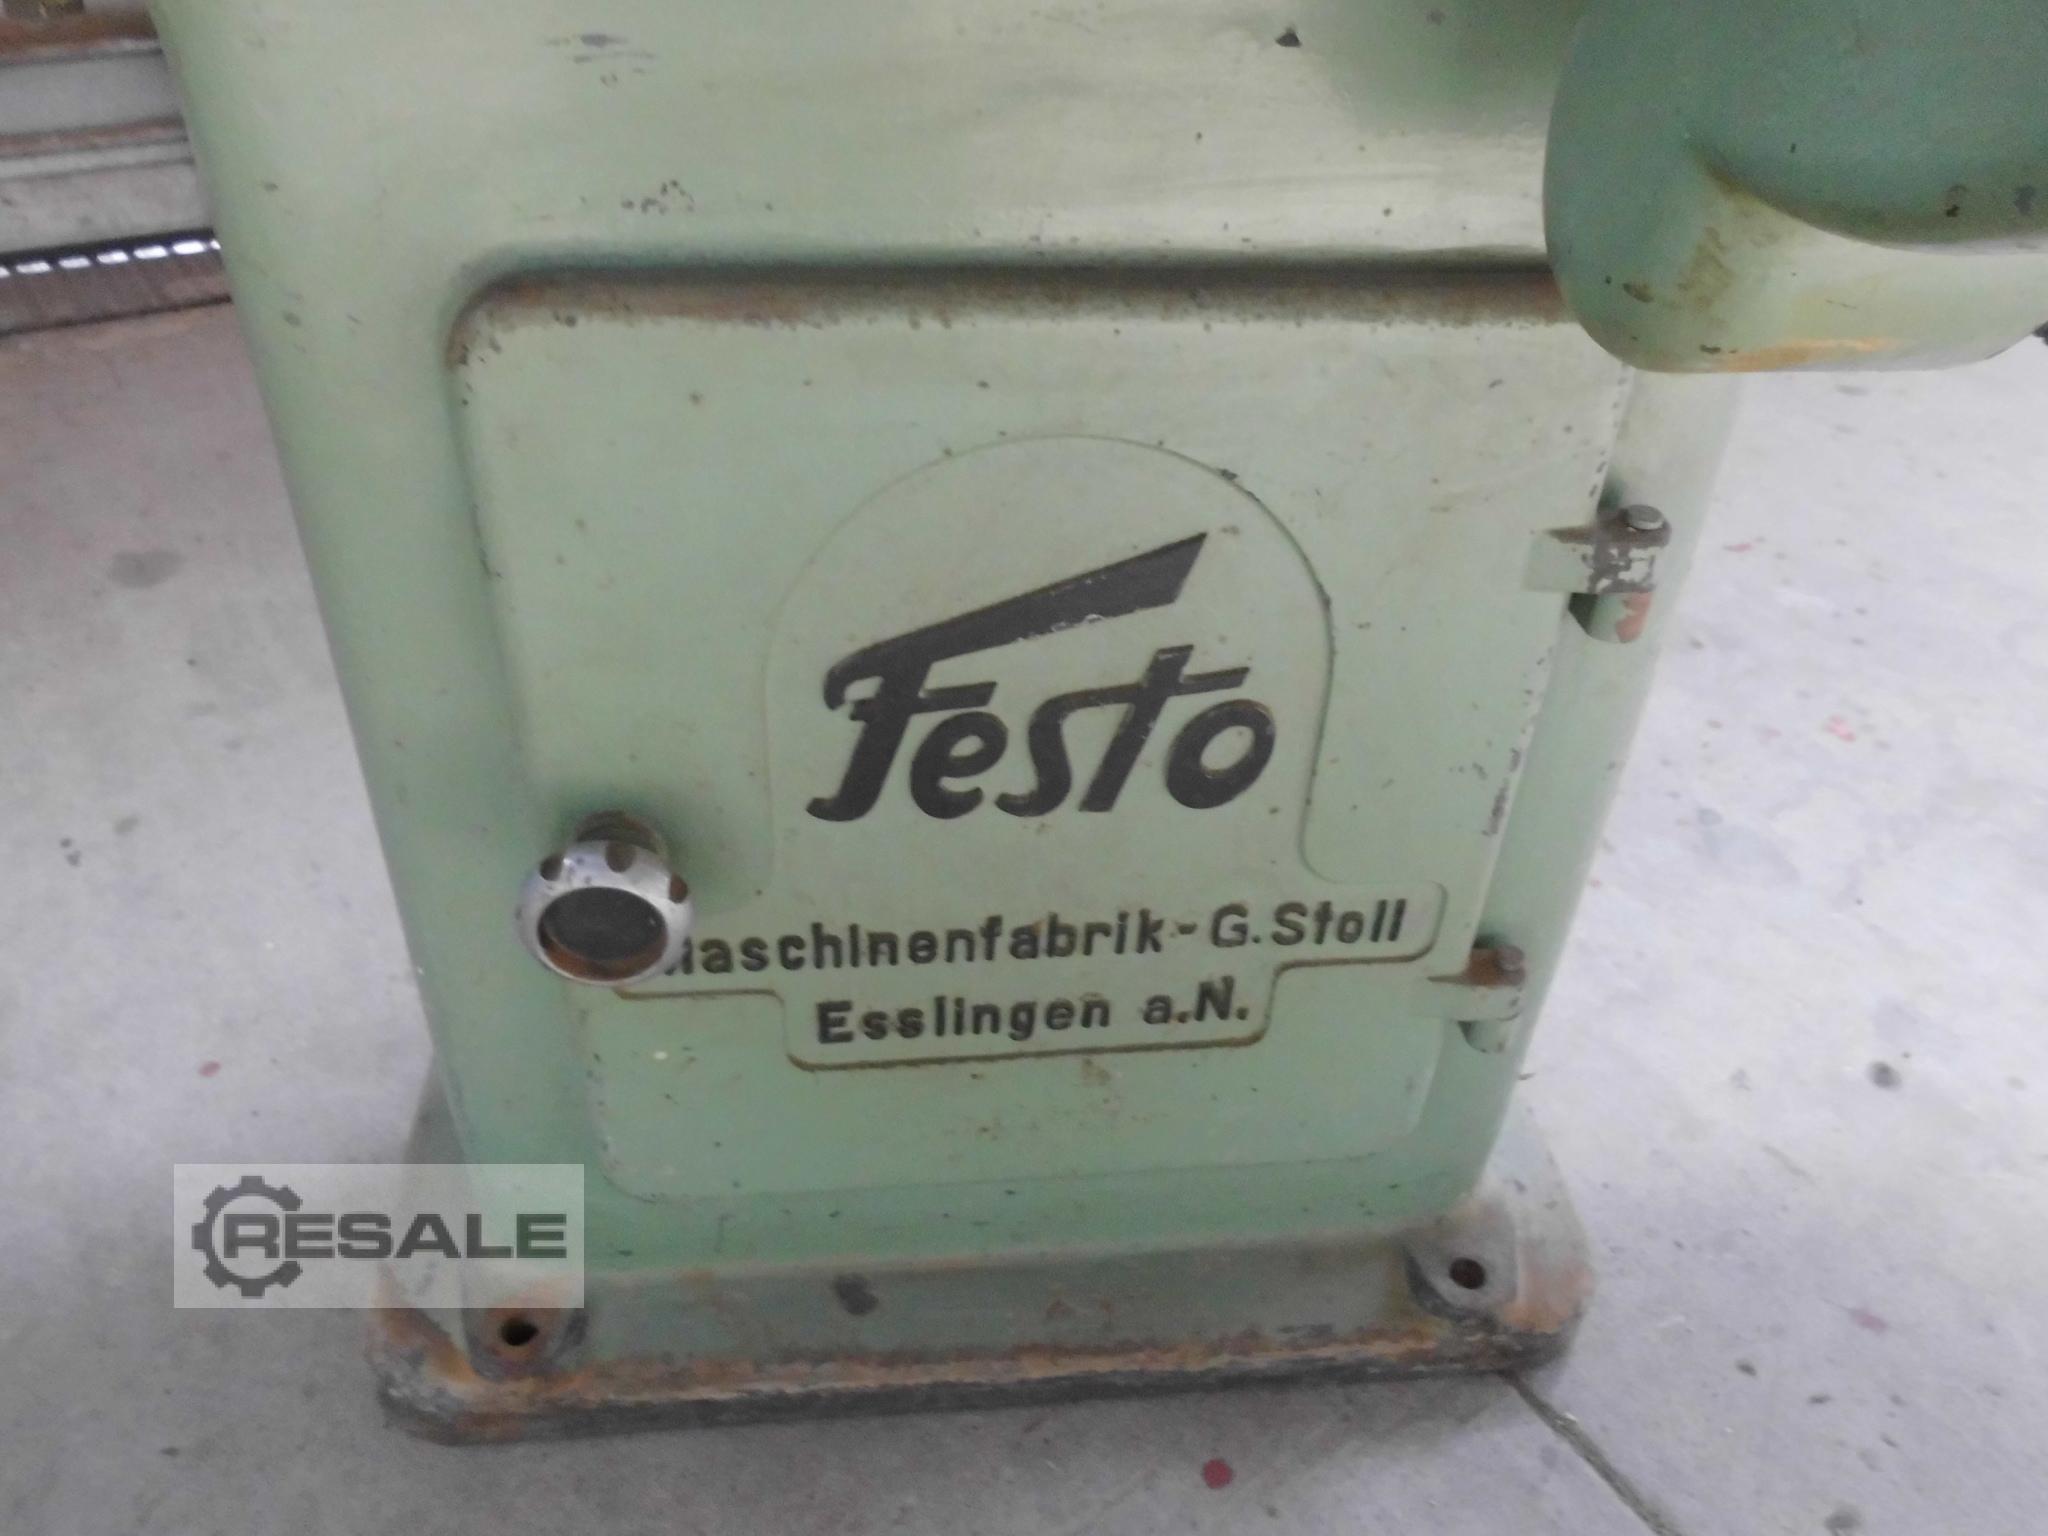 Festo
Maschinenfabrik - G. Stoll
Esslingen a.N.
RESALE